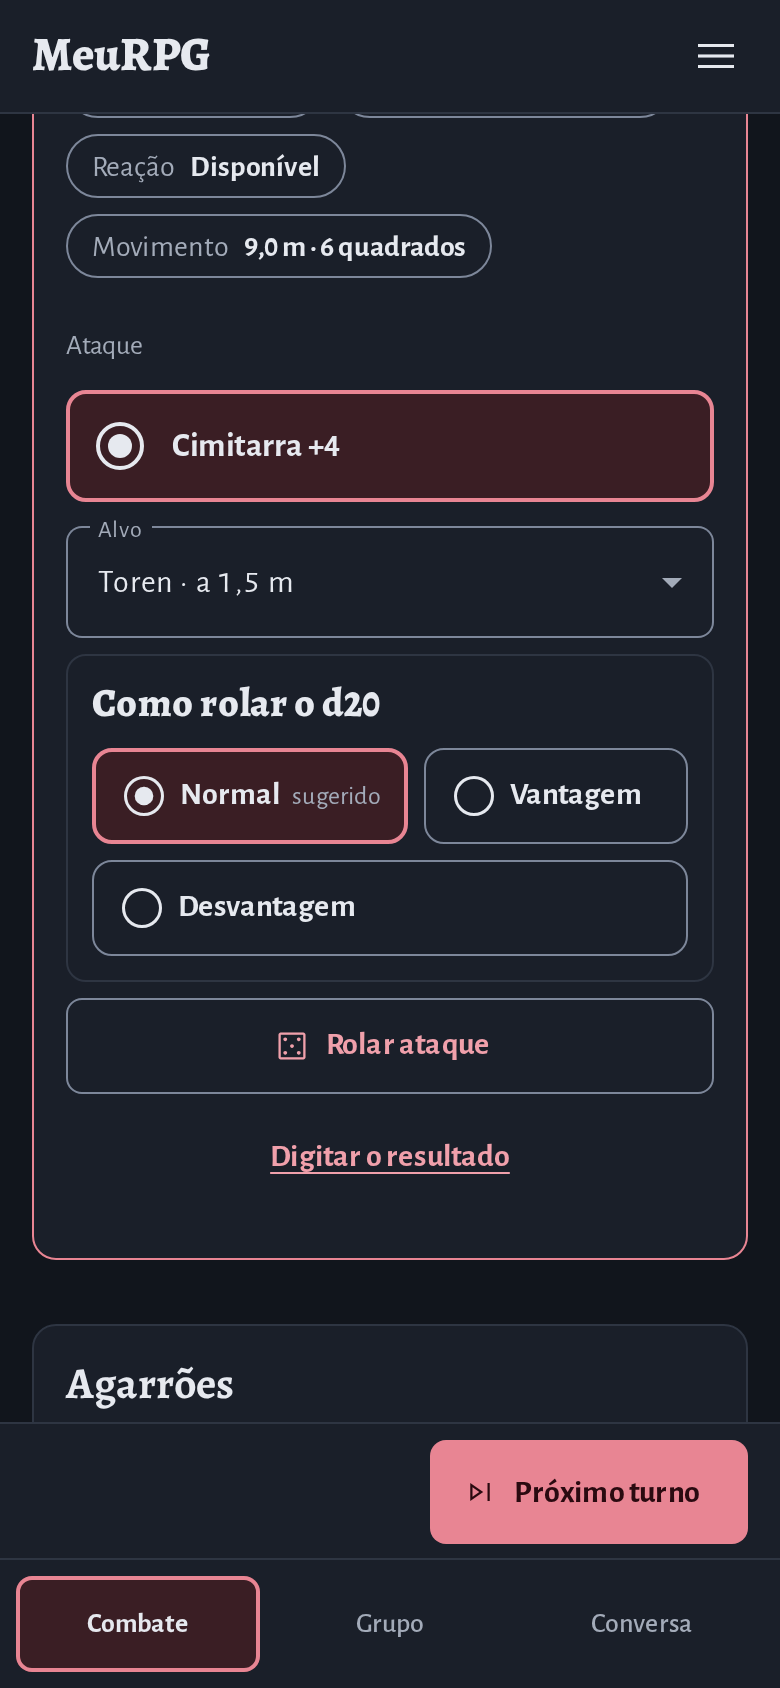 MeuRPG
Reação Disponível
Movimento 9,0 m · 6 quadrados
Ataque
Cimitarra +4
Alvo
Toren · a 1,5 m
Como rolar o d20
Normal sugerido
Vantagem
Desvantagem
Rolar ataque
Digitar o resultado
Agarrões
Próximo turno
Combate Grupo Conversa